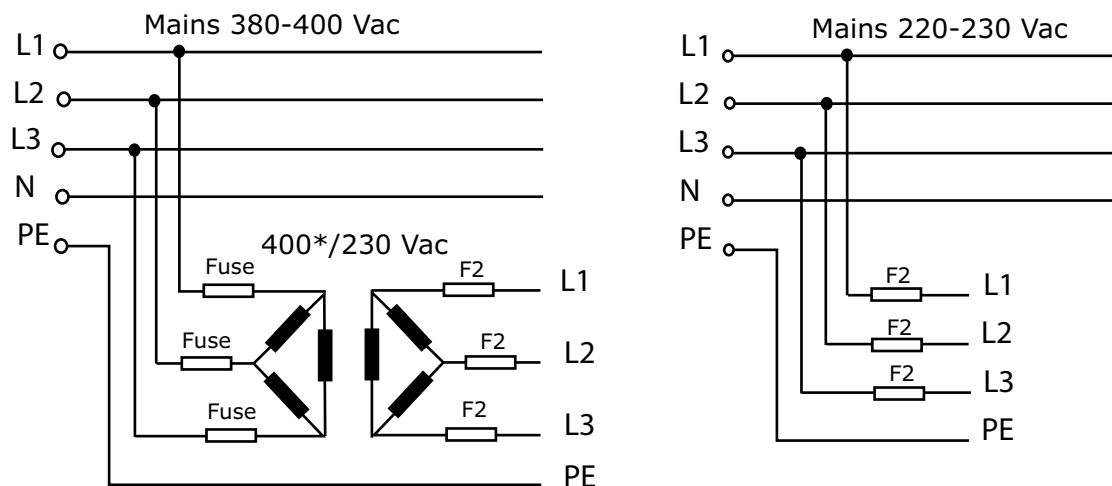 Mains 380-400 Vac
L1
L2
L3
N
PE
400*/230 Vac
Fuse
F2
L1
Fuse
F2
L2
Fuse
F2
L3
PE
Mains 220-230 Vac
L1
L2
L3
N
PE
F2
L1
F2
L2
F2
L3
PE